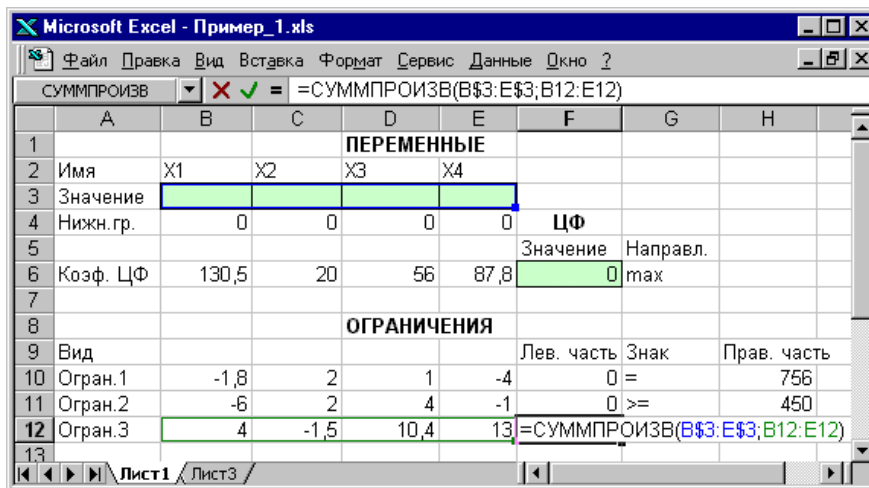 Microsoft Excel - Пример_1.xls
Файл Правка Вид Вставка Формат Сервис Данные Окно ?
СУММПРОИЗВ = =СУММПРОИЗВ(B$3:E$3;B12:E12)
A B C D E F G H
1 ПЕРЕМЕННЫЕ
2 Имя X1 X2 X3 X4
3 Значение
4 Нижн.гр. 0 0 0 0 ЦФ
5 Значение Направл.
6 Коэф. ЦФ 130,5 20 56 87,8 0 max
7
8 ОГРАНИЧЕНИЯ
9 Вид Лев. часть Знак Прав. часть
10 Огран.1 -1,8 2 1 -4 0 = 756
11 Огран.2 -6 2 4 -1 0 >= 450
12 Огран.3 4 -1,5 10,4 13 =СУММПРОИЗВ(B$3:E$3;B12:E12)
13
Лист1 Лист3